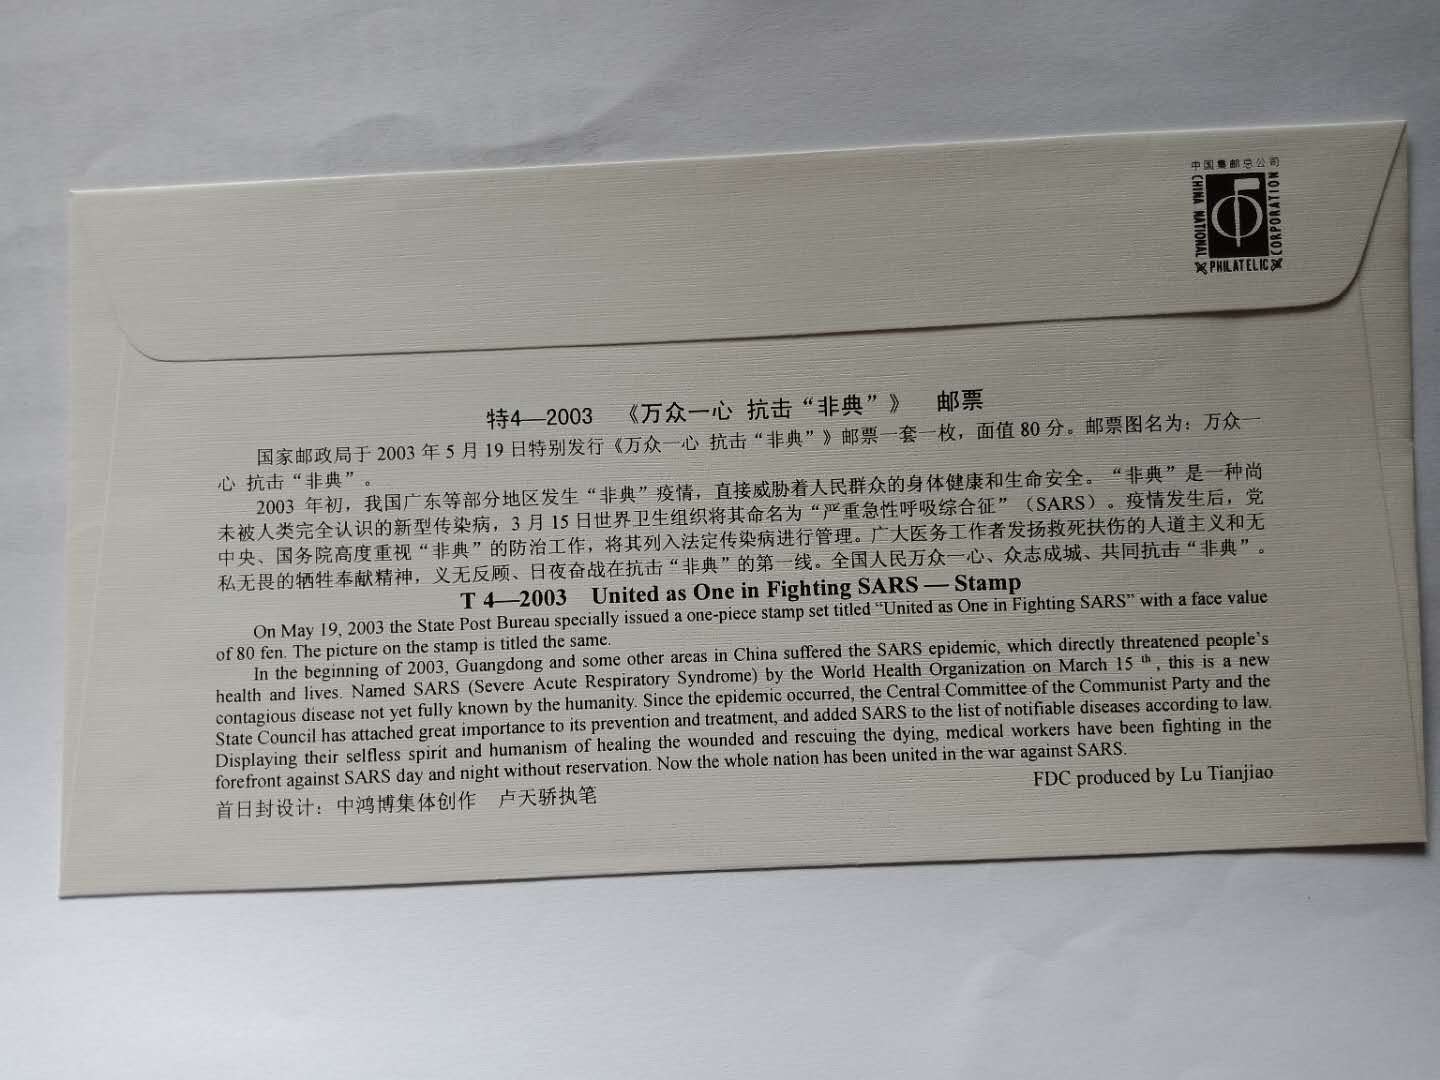 中国集邮总公司
CHINA NATIONAL
PHILATELIC
CORPORATION
特4—2003 《万众一心 抗击“非典”》 邮票
国家邮政局于 2003 年 5 月 19 日特别发行《万众一心 抗击“非典”》邮票一套一枚，面值 80 分。邮票图名为：万众一
心 抗击“非典”。
2003 年初，我国广东等部分地区发生“非典”疫情，直接威胁着人民群众的身体健康和生命安全。“非典”是一种尚
未被人类完全认识的新型传染病，3 月 15 日世界卫生组织将其命名为“严重急性呼吸综合征”（SARS）。疫情发生后，党
中央、国务院高度重视“非典”的防治工作，将其列入法定传染病进行管理。广大医务工作者发扬救死扶伤的人道主义和无
私无畏的牺牲奉献精神，义无反顾、日夜奋战在抗击“非典”的第一线。全国人民万众一心、众志成城、共同抗击“非典”。
T 4—2003 United as One in Fighting SARS — Stamp
On May 19, 2003 the State Post Bureau specially issued a one-piece stamp set titled “United as One in Fighting SARS” with a face value
of 80 fen. The picture on the stamp is titled the same.
In the beginning of 2003, Guangdong and some other areas in China suffered the SARS epidemic, which directly threatened people’s
health and lives. Named SARS (Severe Acute Respiratory Syndrome) by the World Health Organization on March 15 th, this is a new
contagious disease not yet fully known by the humanity. Since the epidemic occurred, the Central Committee of the Communist Party and the
State Council has attached great importance to its prevention and treatment, and added SARS to the list of notifiable diseases according to law.
Displaying their selfless spirit and humanism of healing the wounded and rescuing the dying, medical workers have been fighting in the
forefront against SARS day and night without reservation. Now the whole nation has been united in the war against SARS.
FDC produced by Lu Tianjiao
首日封设计：中鸿博集体创作 卢天骄执笔